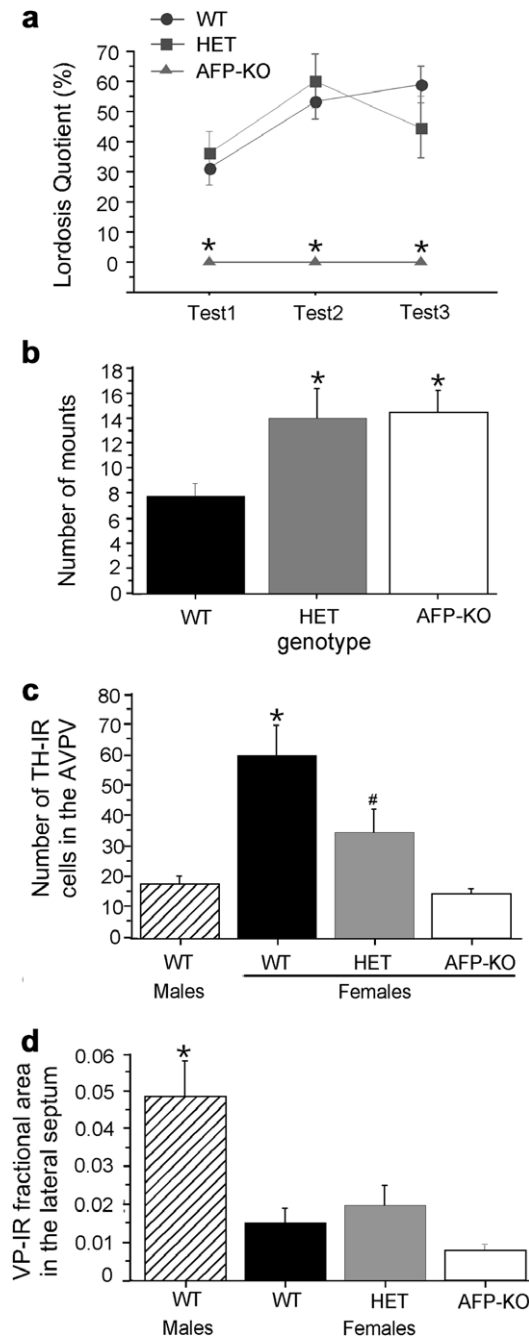 a
WT
HET
AFP-KO
Lordosis Quotient (%)
70
60
50
40
30
20
10
0
*
*
*
Test1
Test2
Test3
b
Number of mounts
18
16
14
12
10
8
6
4
2
0
*
*
WT
HET
AFP-KO
genotype
c
Number of TH-IR
cells in the AVPV
80
70
60
50
40
30
20
10
0
*
#
WT
WT
HET
AFP-KO
Males
Females
d
VP-IR fractional area
in the lateral septum
0.06
0.05
0.04
0.03
0.02
0.01
0
*
WT
WT
HET
AFP-KO
Males
Females